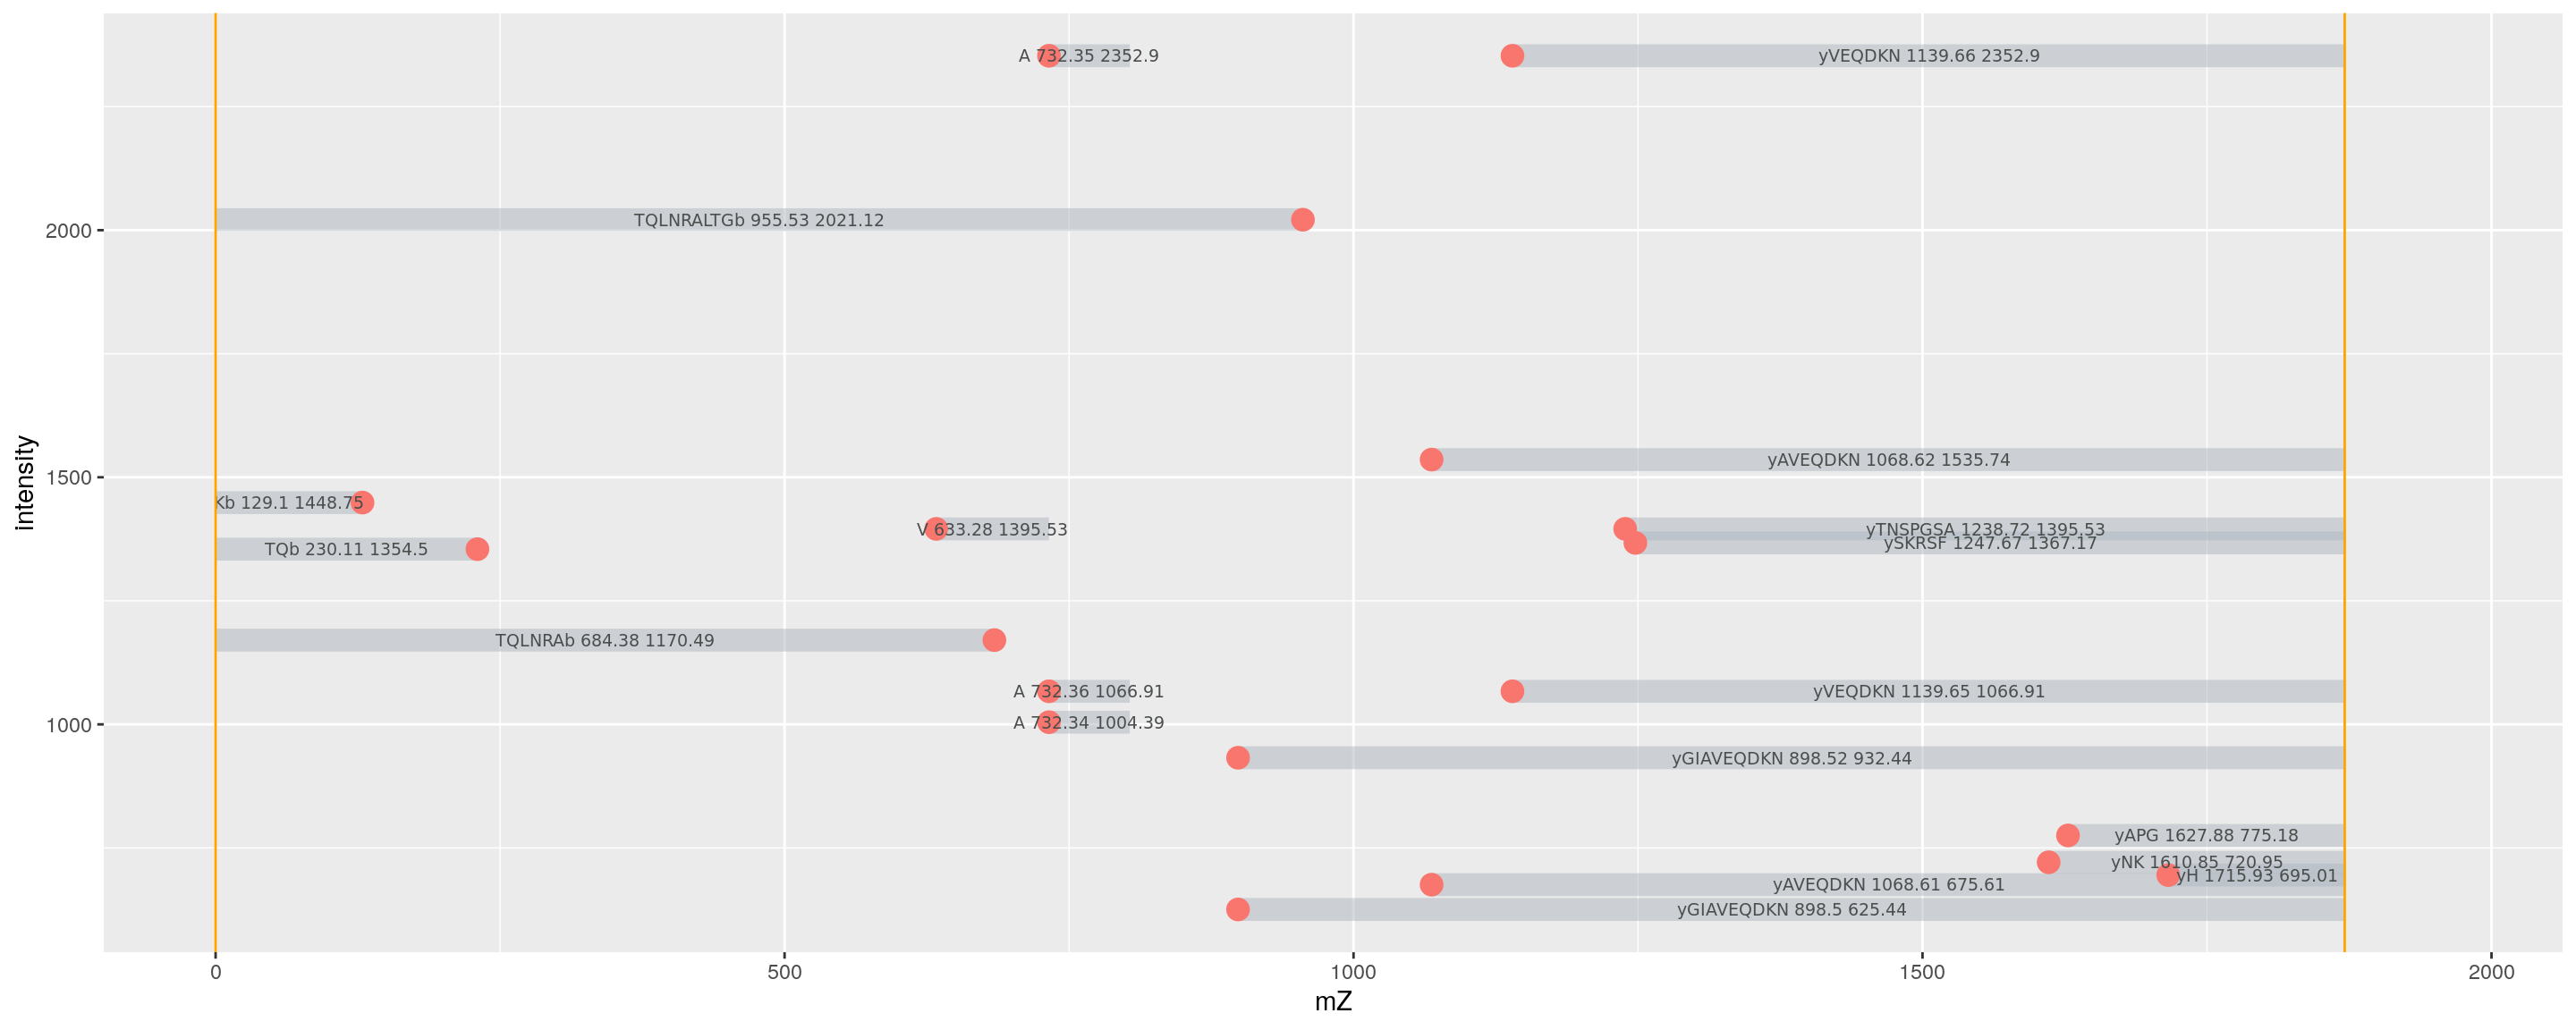 A 732.35 2352.9
yVEQDKN 1139.66 2352.9
TQLNRALTGb 955.53 2021.12
2000
yAVEQDKN 1068.62 1535.74
1500
Kb 129.1 1448.75
V 633.28 1395.53
yTNSPGSA 1238.72 1395.53
TQb 230.11 1354.5
ySKRSF 1247.67 1367.17
intensity
TQLNRAb 684.38 1170.49
A 732.36 1066.91
yVEQDKN 1139.65 1066.91
1000
A 732.34 1004.39
yGIAVEQDKN 898.52 932.44
yAPG 1627.88 775.18
yNK 1610.85 720.95
yH 1715.93 695.01
yAVEQDKN 1068.61 675.61
yGIAVEQDKN 898.5 625.44
0
500
1000
1500
2000
mZ